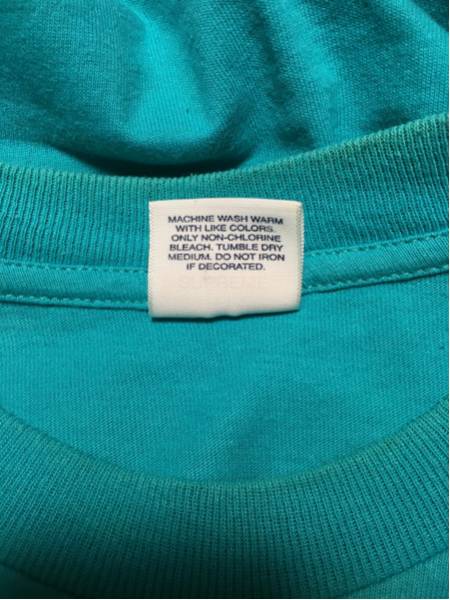 MACHINE WASH WARM
WITH LIKE COLORS.
ONLY NON-CHLORINE
BLEACH. TUMBLE DRY
MEDIUM. DO NOT IRON
IF DECORATED.